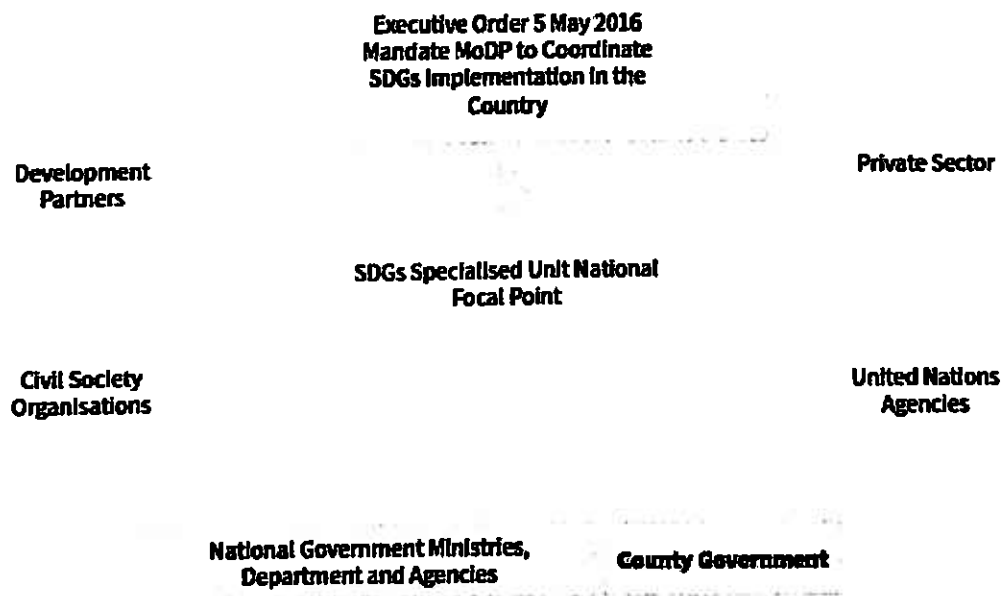 Executive Order 5 May 2016
Mandate MoDP to Coordinate
SDGs Implementation in the
Country
Development
Partners
Private Sector
SDGs Specialised Unit National
Focal Point
Civil Society
Organisations
United Nations
Agencies
National Government Ministries,
Department and Agencies
County Government